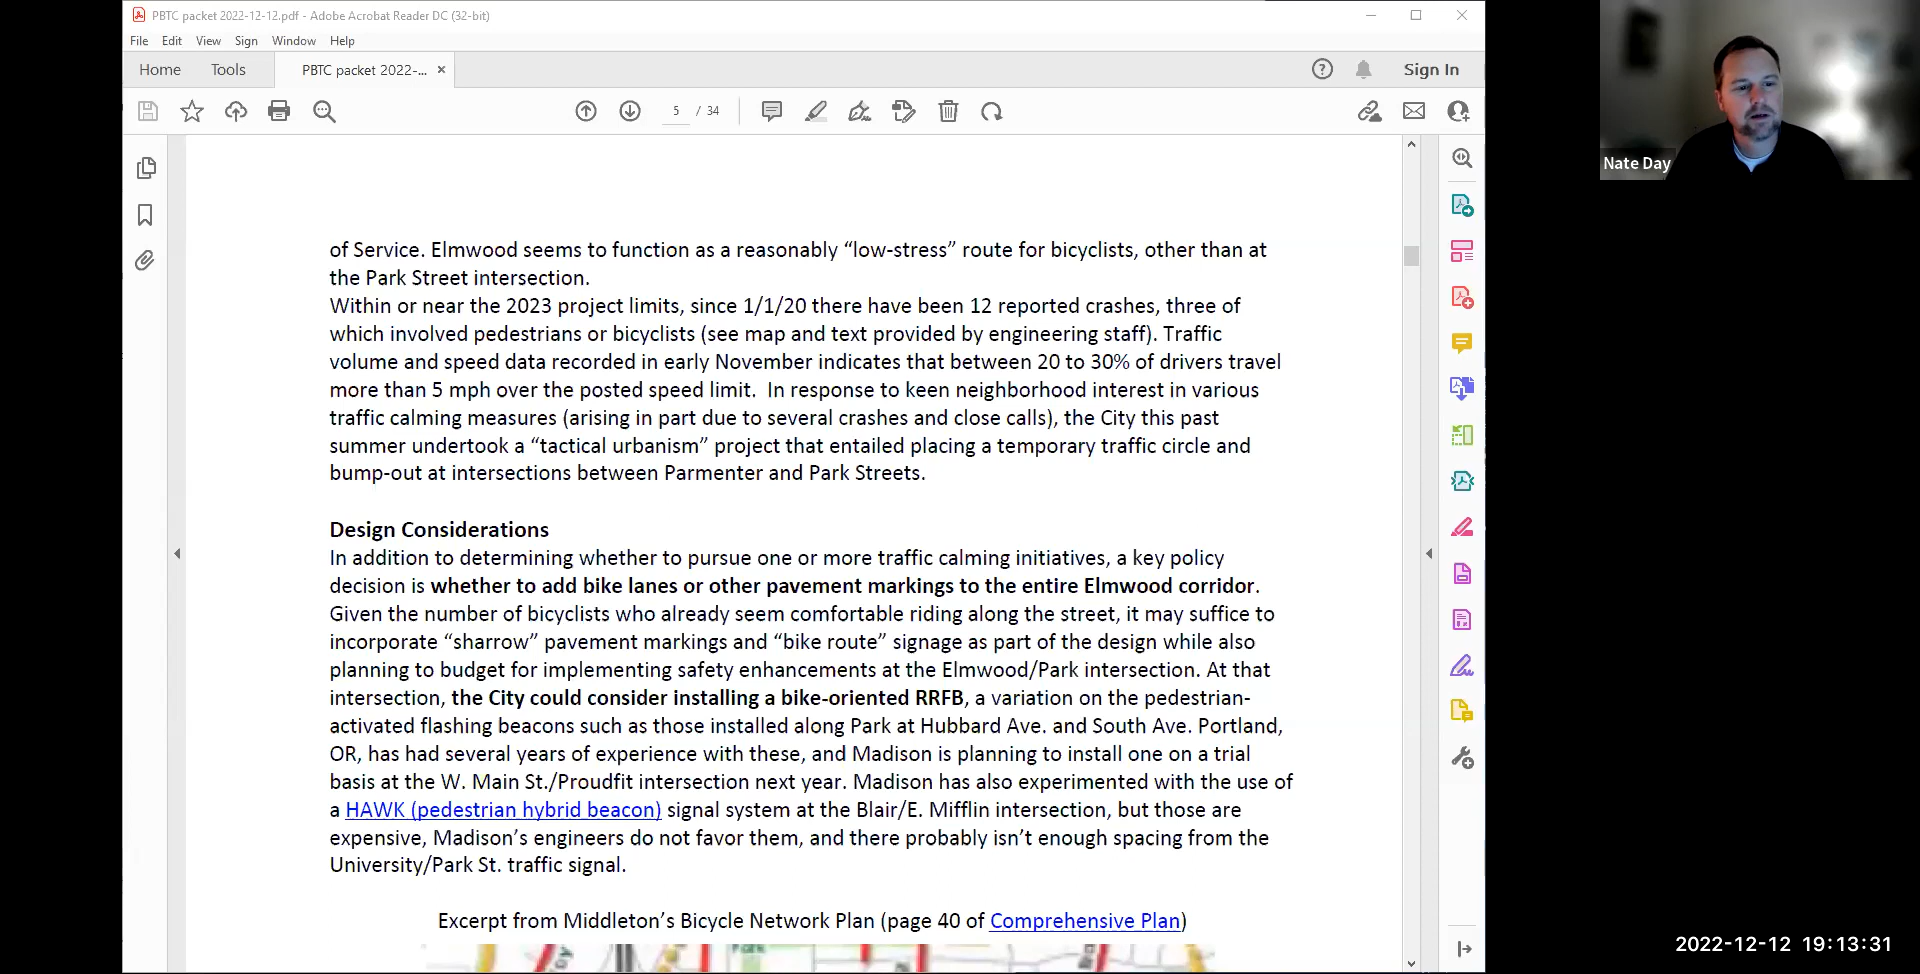 PBTC packet 2022-12-12.pdf - Adobe Acrobat Reader DC (32-bit)
File Edit View Sign Window Help
Home Tools PBTC packet 2022-... × Sign In
5 / 34
Nate Day
of Service. Elmwood seems to function as a reasonably “low-stress” route for bicyclists, other than at
the Park Street intersection.
Within or near the 2023 project limits, since 1/1/20 there have been 12 reported crashes, three of
which involved pedestrians or bicyclists (see map and text provided by engineering staff). Traffic
volume and speed data recorded in early November indicates that between 20 to 30% of drivers travel
more than 5 mph over the posted speed limit.  In response to keen neighborhood interest in various
traffic calming measures (arising in part due to several crashes and close calls), the City this past
summer undertook a “tactical urbanism” project that entailed placing a temporary traffic circle and
bump-out at intersections between Parmenter and Park Streets.
Design Considerations
In addition to determining whether to pursue one or more traffic calming initiatives, a key policy
decision is whether to add bike lanes or other pavement markings to the entire Elmwood corridor.
Given the number of bicyclists who already seem comfortable riding along the street, it may suffice to
incorporate “sharrow” pavement markings and “bike route” signage as part of the design while also
planning to budget for implementing safety enhancements at the Elmwood/Park intersection. At that
intersection, the City could consider installing a bike-oriented RRFB, a variation on the pedestrian-
activated flashing beacons such as those installed along Park at Hubbard Ave. and South Ave. Portland,
OR, has had several years of experience with these, and Madison is planning to install one on a trial
basis at the W. Main St./Proudfit intersection next year. Madison has also experimented with the use of
a HAWK (pedestrian hybrid beacon) signal system at the Blair/E. Mifflin intersection, but those are
expensive, Madison’s engineers do not favor them, and there probably isn’t enough spacing from the
University/Park St. traffic signal.
Excerpt from Middleton’s Bicycle Network Plan (page 40 of Comprehensive Plan)
2022-12-12 19:13:31